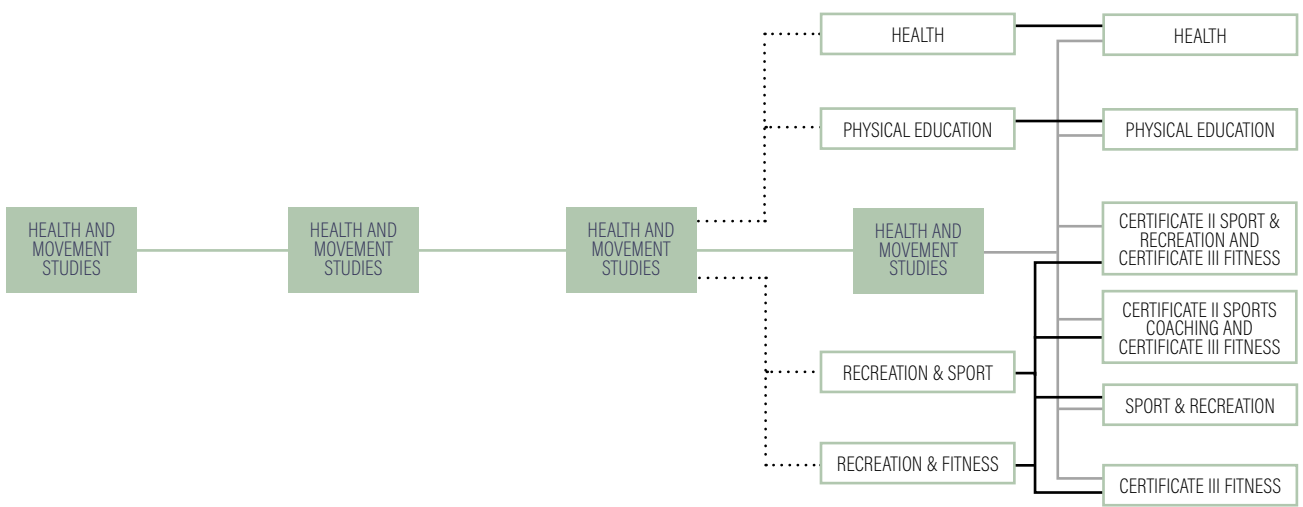 HEALTH AND
MOVEMENT
STUDIES
HEALTH AND
MOVEMENT
STUDIES
HEALTH AND
MOVEMENT
STUDIES
HEALTH
PHYSICAL EDUCATION
HEALTH AND
MOVEMENT
STUDIES
RECREATION & SPORT
RECREATION & FITNESS
HEALTH
PHYSICAL EDUCATION
CERTIFICATE II SPORT &
RECREATION AND
CERTIFICATE III FITNESS
CERTIFICATE II SPORTS
COACHING AND
CERTIFICATE III FITNESS
SPORT & RECREATION
CERTIFICATE III FITNESS